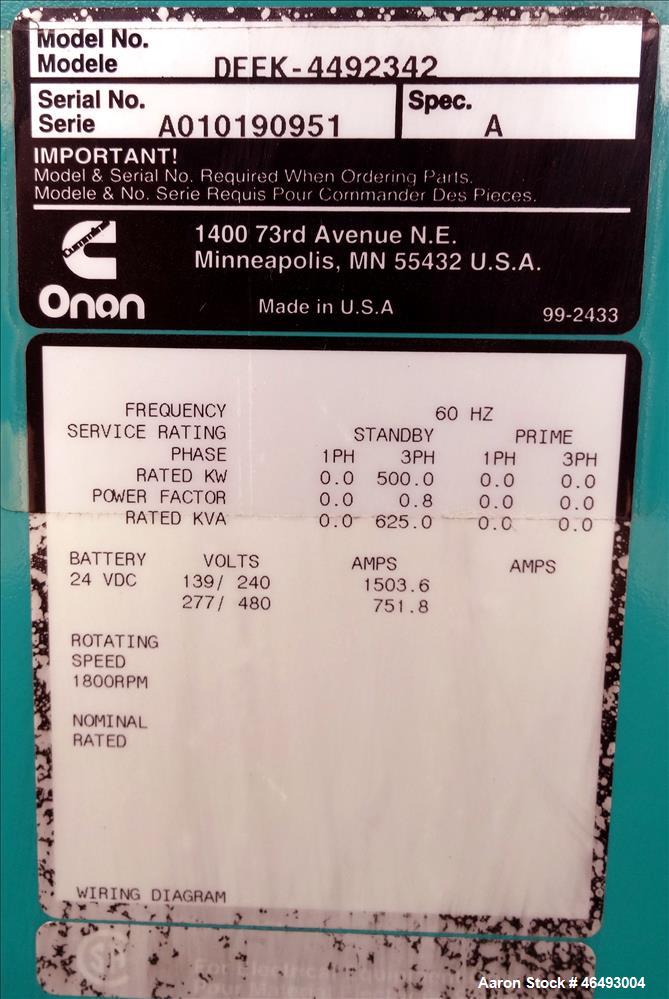 Model No.
Modele DFEK-4492342
Serial No.
Serie A010190951
Spec.
A
IMPORTANT!
Model & Serial No. Required When Ordering Parts.
Modele & No. Serie Requis Pour Commander Des Pieces.
Cummins
Onan
1400 73rd Avenue N.E.
Minneapolis, MN 55432 U.S.A.
Made in U.S.A
99-2433
FREQUENCY 60 HZ
SERVICE RATING STANDBY PRIME
PHASE 1PH 3PH 1PH 3PH
RATED KW 0.0 500.0 0.0 0.0
POWER FACTOR 0.0 0.8 0.0 0.0
RATED KVA 0.0 625.0 0.0 0.0
BATTERY VOLTS AMPS AMPS
24 VDC 139/ 240 1503.6
277/ 480 751.8
ROTATING
SPEED
1800RPM
NOMINAL
RATED
WIRING DIAGRAM
For Electrical
Aaron Stock # 46493004